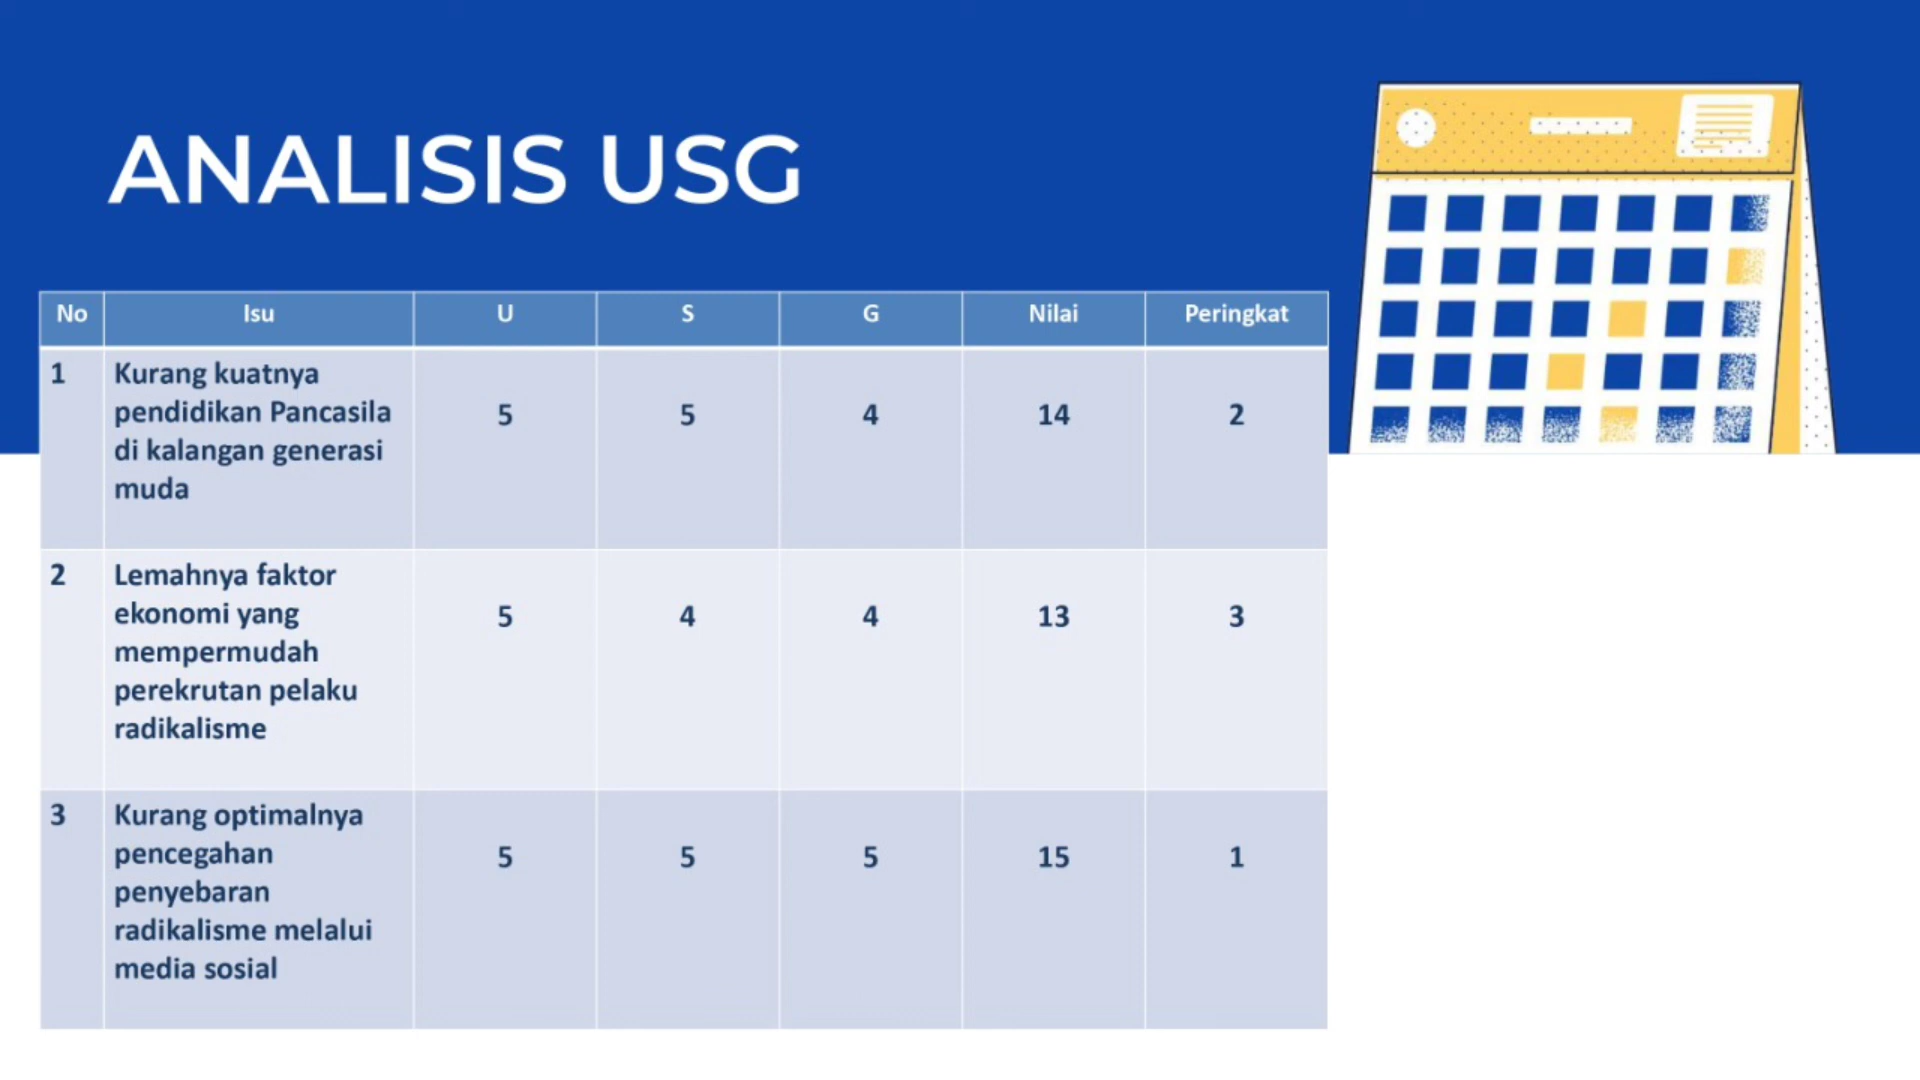 ANALISIS USG
No Isu U S G Nilai Peringkat
1 Kurang kuatnya
pendidikan Pancasila
di kalangan generasi
muda
5 5 4 14 2
2 Lemahnya faktor
ekonomi yang
mempermudah
perekrutan pelaku
radikalisme
5 4 4 13 3
3 Kurang optimalnya
pencegahan
penyebaran
radikalisme melalui
media sosial
5 5 5 15 1